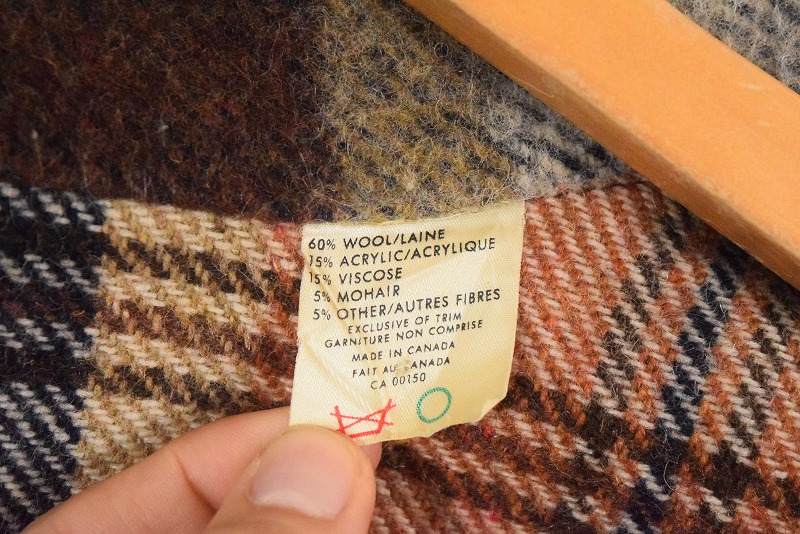 60% WOOL/LAINE
15% ACRYLIC/ACRYLIQUE
15% VISCOSE
5% MOHAIR
5% OTHER/AUTRES FIBRES
EXCLUSIVE OF TRIM
GARNITURE NON COMPRISE
MADE IN CANADA
FAIT AU CANADA
CA 00150